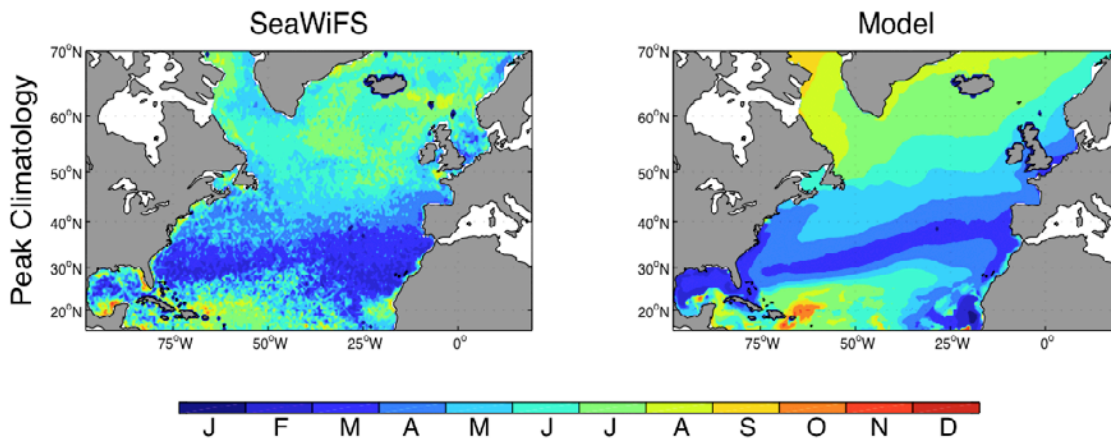 SeaWiFS Model
Peak Climatology
70°N 70°N
60°N 60°N
50°N 50°N
40°N 40°N
30°N 30°N
20°N 20°N
75°W 50°W 25°W 0° 75°W 50°W 25°W 0°
J F M A M J J A S O N D